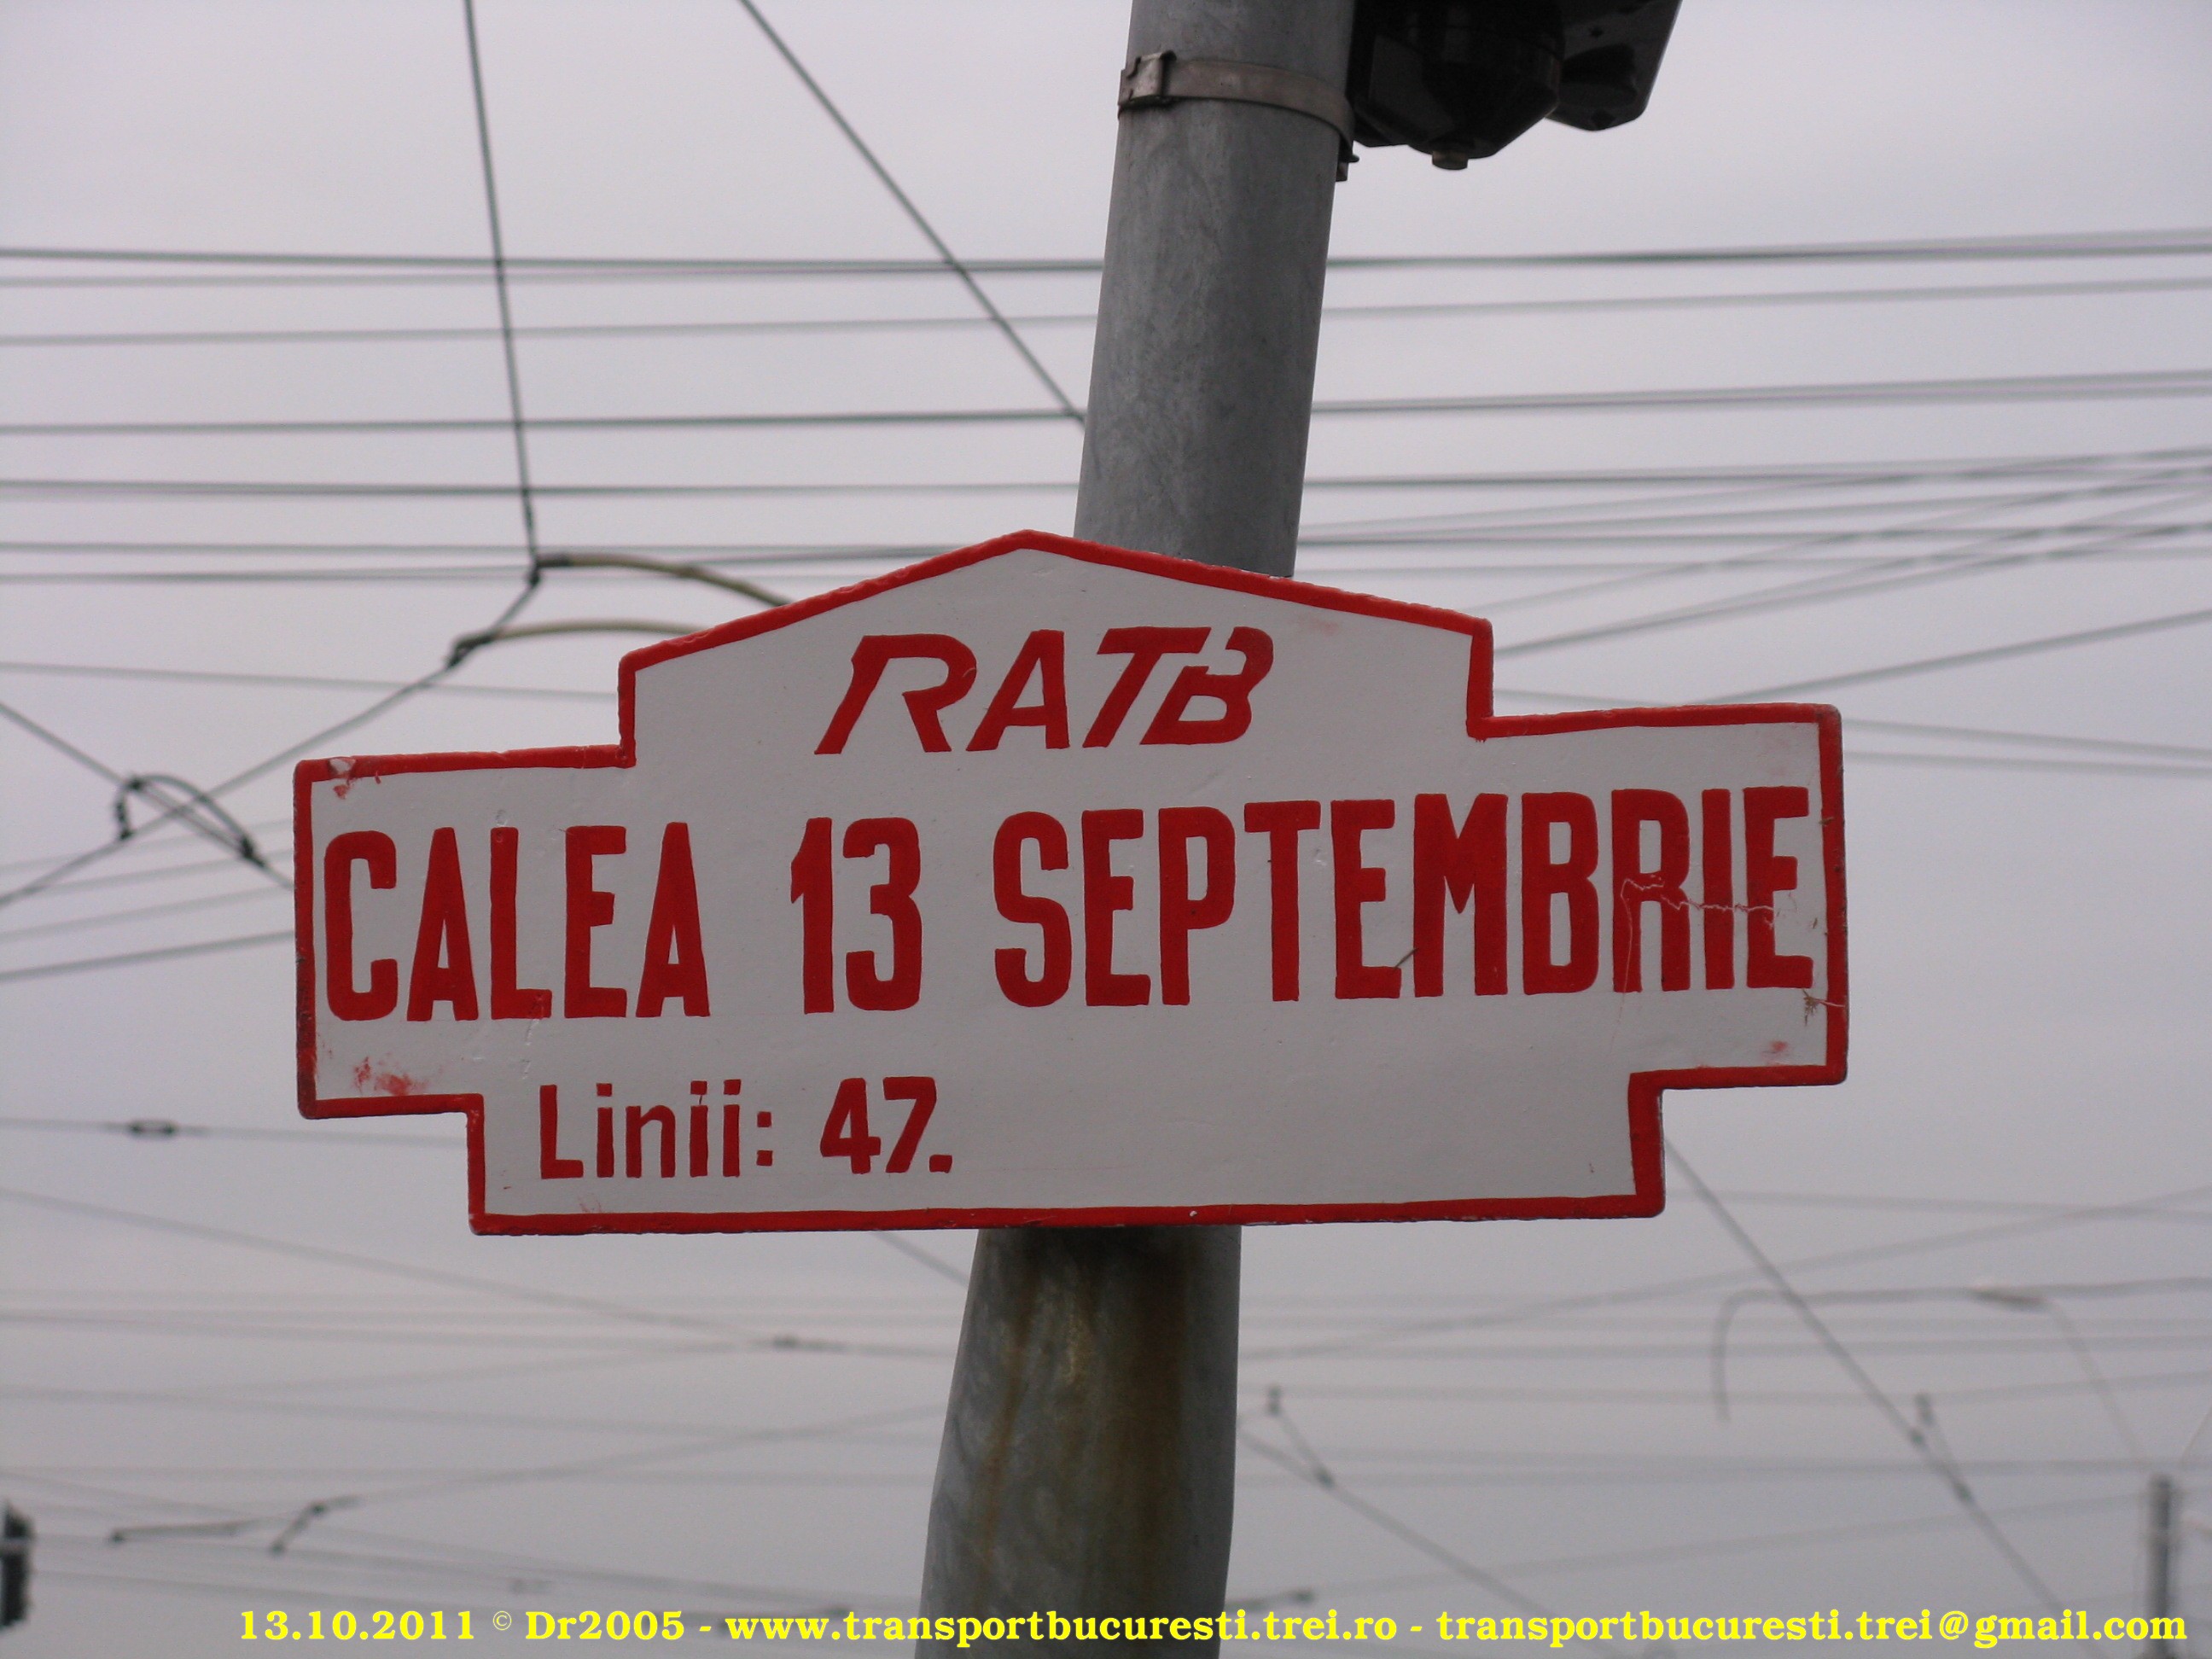 RATB
CALEA 13 SEPTEMBRIE
Linii: 47.
13.10.2011 © Dr2005 - www.transportbucuresti.trei.ro - transportbucuresti.trei@gmail.com